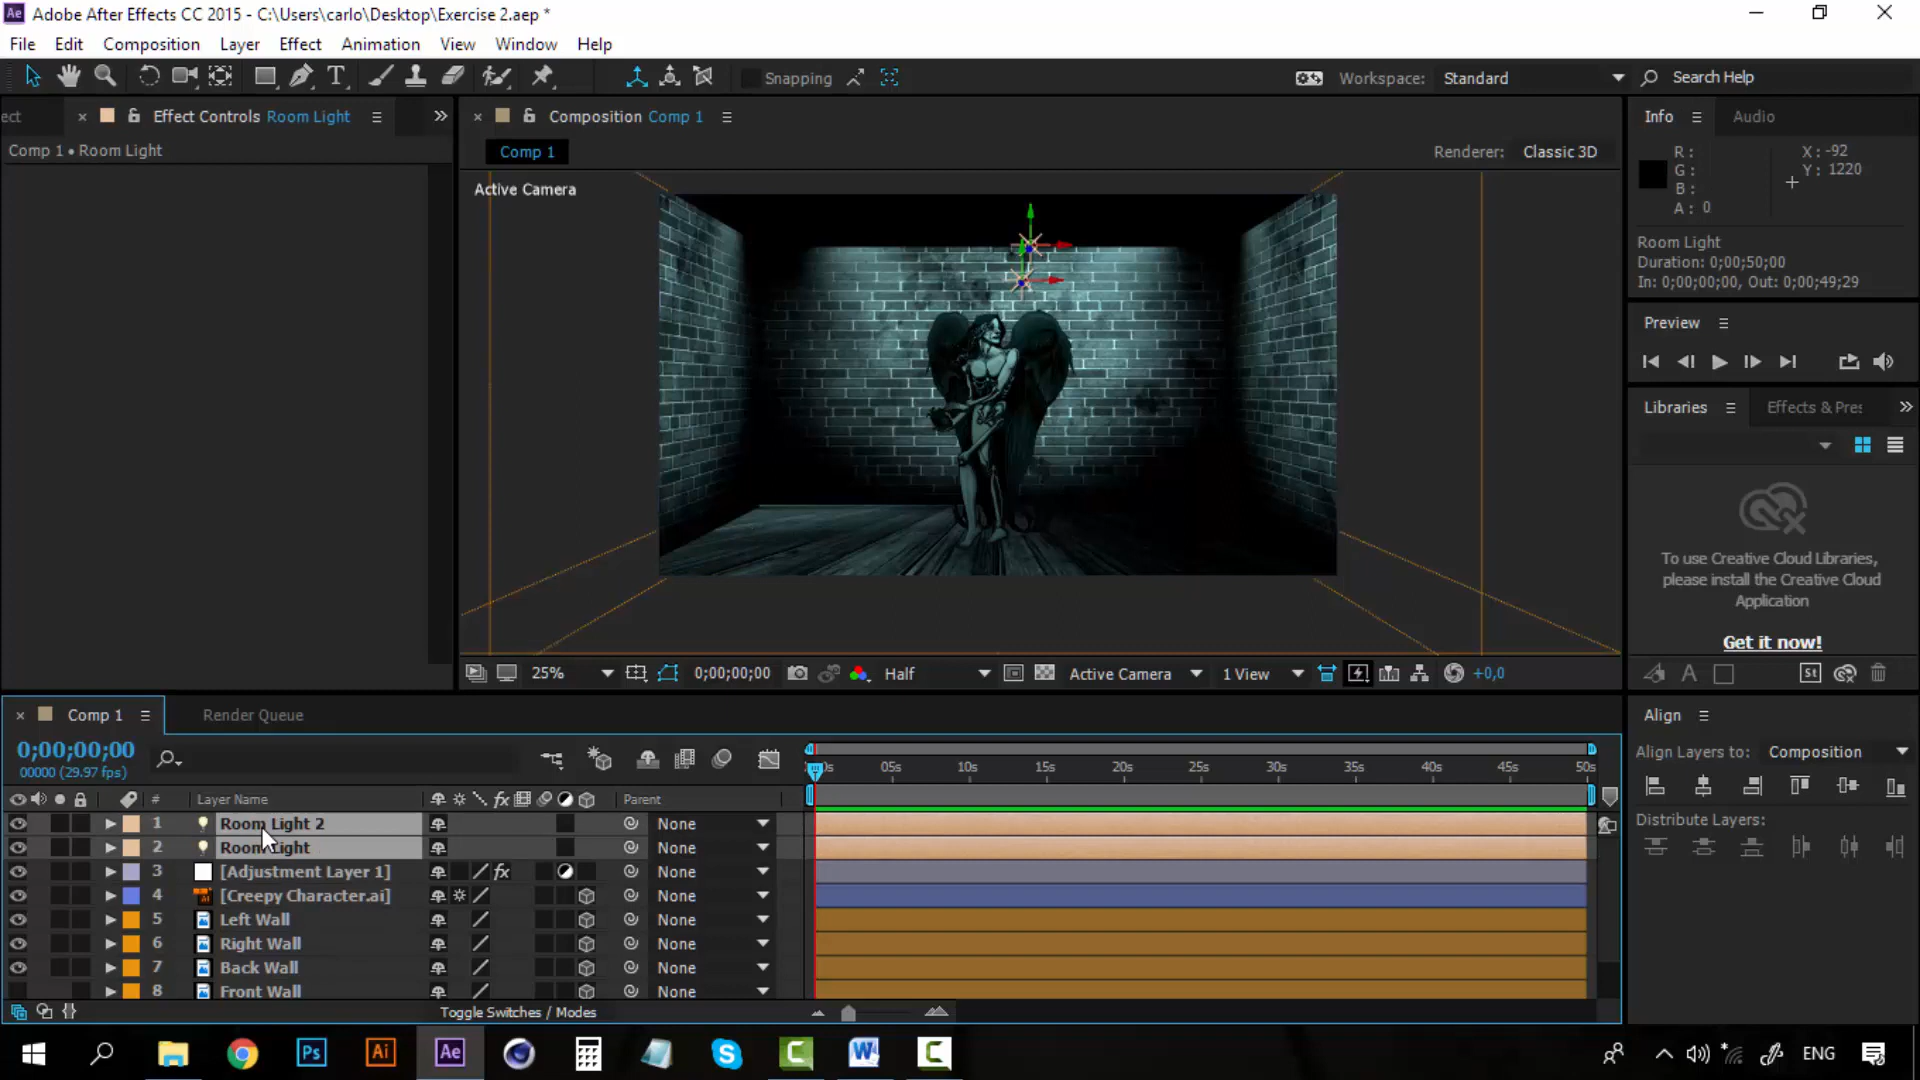 Adobe After Effects CC 2015 - C:\Users\carlo\Desktop\Exercise 2.aep *
File Edit Composition Layer Effect Animation View Window Help
Snapping
Workspace: Standard
Search Help
ect
Effect Controls Room Light
Comp 1 • Room Light
Composition Comp 1
Comp 1
Renderer: Classic 3D
Active Camera
Info
Audio
R :
G :
B :
A : 0
X : -92
Y : 1220
Room Light
Duration: 0;00;50;00
In: 0;00;00;00, Out: 0;00;49;29
Preview
Libraries
Effects & Pres
To use Creative Cloud Libraries,
please install the Creative Cloud
Application
Get it now!
25%
0;00;00;00
Half
Active Camera
1 View
+0,0
St
Comp 1
Render Queue
0;00;00;00
00000 (29.97 fps)
05s 10s 15s 20s 25s 30s 35s 40s 45s 50s
# Layer Name fx Parent
1 Room Light 2 None
2 Room Light None
3 [Adjustment Layer 1] fx None
4 [Creepy Character.ai] None
5 Left Wall None
6 Right Wall None
7 Back Wall None
8 Front Wall None
Toggle Switches / Modes
Align
Align Layers to: Composition
Distribute Layers:
Ps Ai Ae
ENG